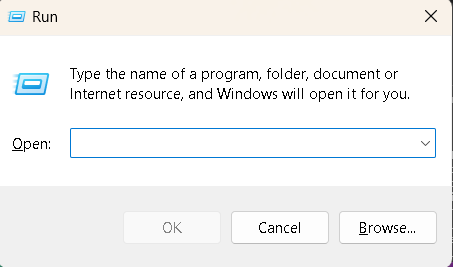 Run
Type the name of a program, folder, document or
Internet resource, and Windows will open it for you.
Open:
OK Cancel Browse...